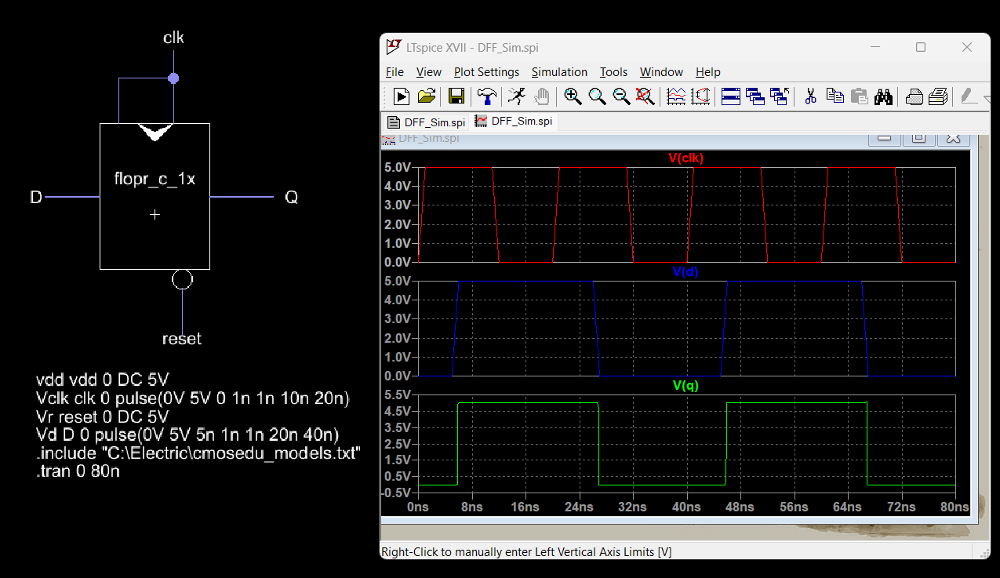 clk
flopr_c_1x
D
Q
reset
vdd vdd 0 DC 5V
Vclk clk 0 pulse(0V 5V 0 1n 1n 10n 20n)
Vr reset 0 DC 5V
Vd D 0 pulse(0V 5V 5n 1n 1n 20n 40n)
.include "C:\Electric\cmosedu_models.txt"
.tran 0 80n
LTspice XVII - DFF_Sim.spi
File View Plot Settings Simulation Tools Window Help
DFF_Sim.spi DFF_Sim.spi
DFF_Sim.spi
V(clk)
5.0V
4.0V
3.0V
2.0V
1.0V
0.0V
V(d)
5.0V
4.0V
3.0V
2.0V
1.0V
0.0V
V(q)
5.5V
4.5V
3.5V
2.5V
1.5V
0.5V
-0.5V
0ns 8ns 16ns 24ns 32ns 40ns 48ns 56ns 64ns 72ns 80ns
Right-Click to manually enter Left Vertical Axis Limits [V]